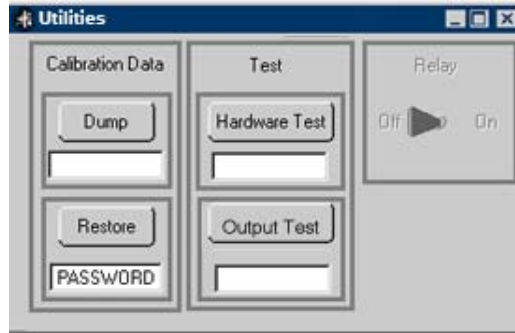 Utilities
Calibration Data
Test
Relay
Dump
Hardware Test
Off
On
Restore
Output Test
PASSWORD